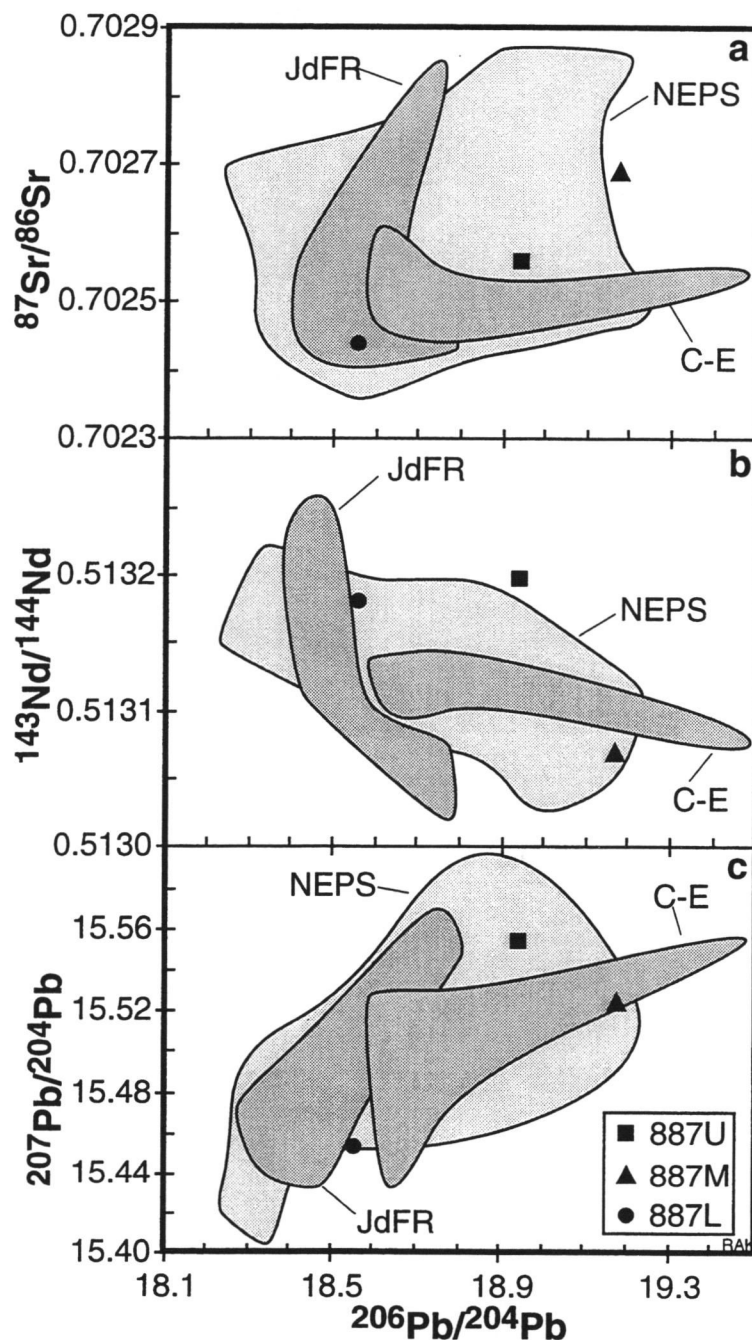 0.7029
a
JdFR
NEPS
0.7027
87Sr/86Sr
0.7025
C-E
0.7023
b
JdFR
0.5132
NEPS
143Nd/144Nd
0.5131
C-E
0.5130
c
NEPS
C-E
15.56
15.52
207Pb/204Pb
15.48
887U
15.44
887M
JdFR
887L
15.40
RAK
18.1 18.5 18.9 19.3
206Pb/204Pb